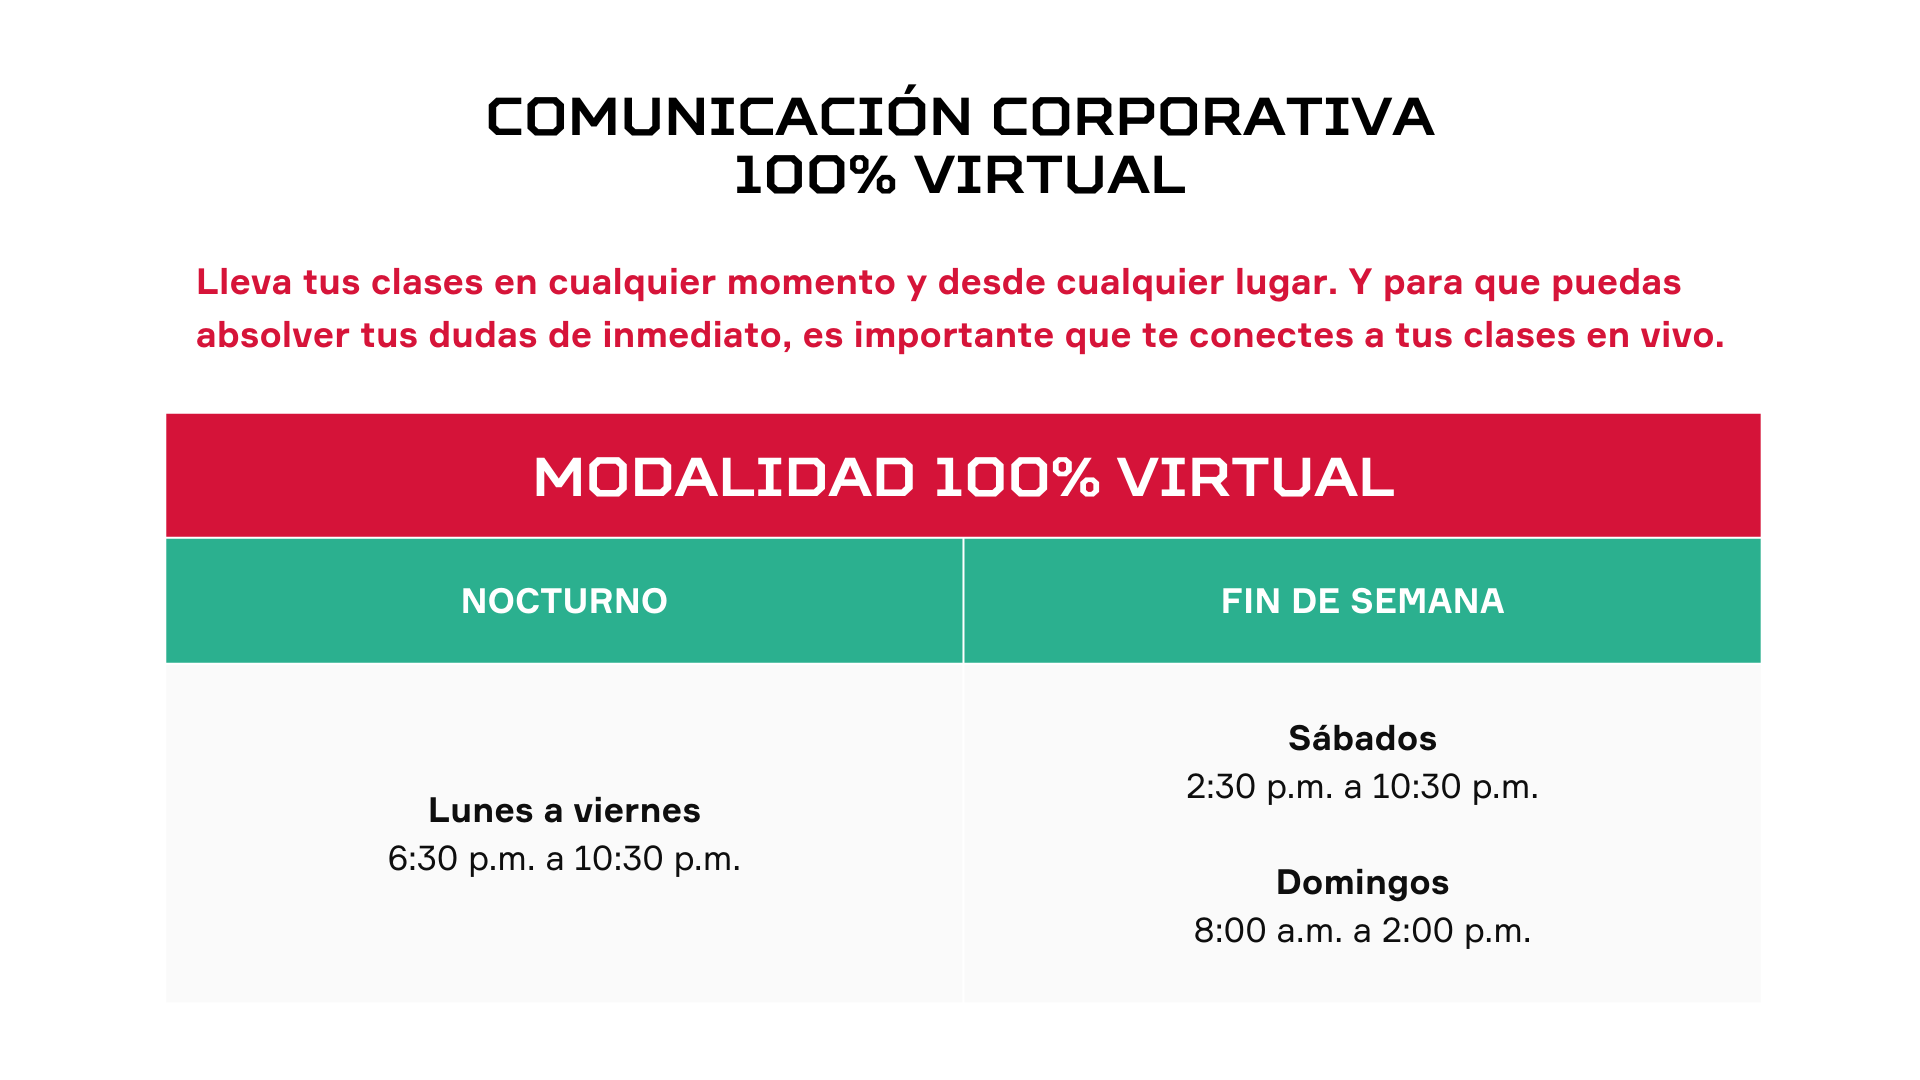 COMUNICACIÓN CORPORATIVA
100% VIRTUAL
Lleva tus clases en cualquier momento y desde cualquier lugar. Y para que puedas
absolver tus dudas de inmediato, es importante que te conectes a tus clases en vivo.
MODALIDAD 100% VIRTUAL
NOCTURNO
FIN DE SEMANA
Lunes a viernes
6:30 p.m. a 10:30 p.m.
Sábados
2:30 p.m. a 10:30 p.m.
Domingos
8:00 a.m. a 2:00 p.m.